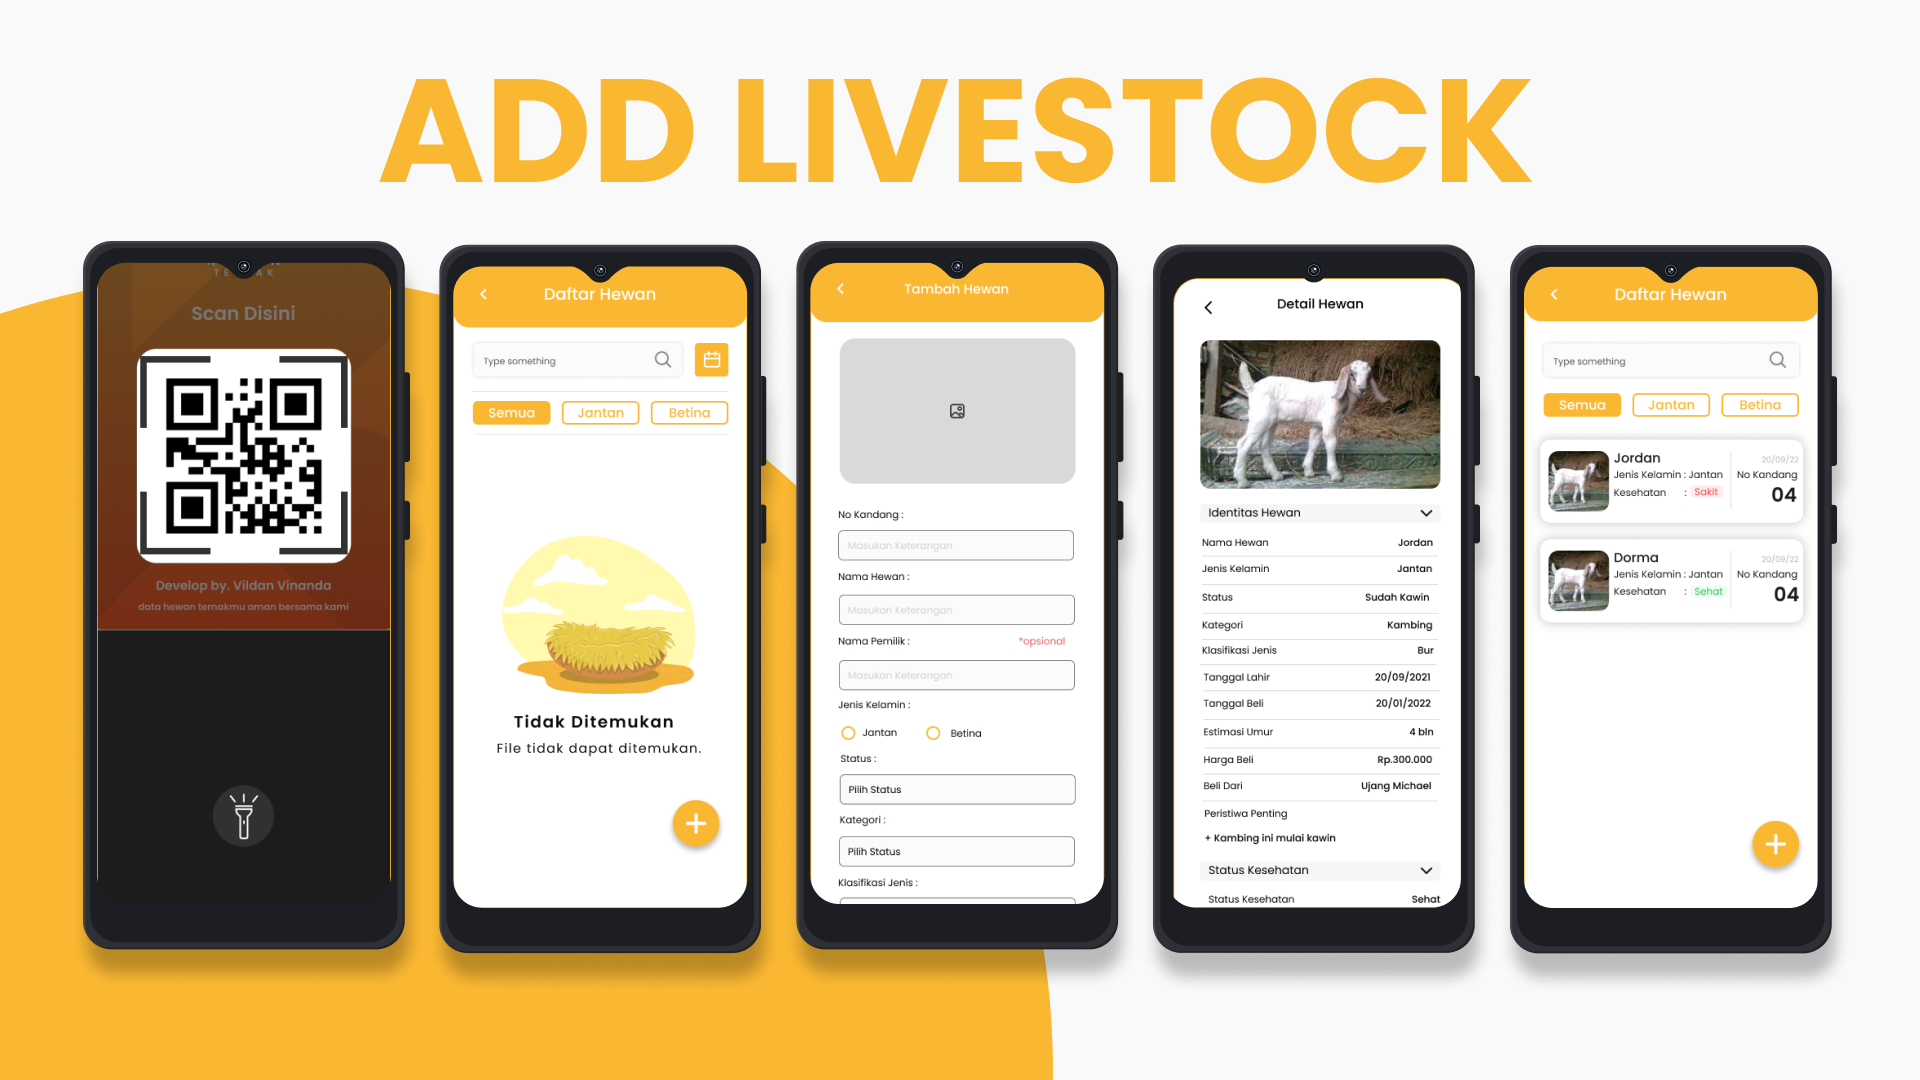 ADD LIVESTOCK
Scan Disini
Develop by. Vildan Vinanda
data hewan ternakmu aman bersama kami
Daftar Hewan
Type something
Semua
Jantan
Betina
Tidak Ditemukan
File tidak dapat ditemukan.
Tambah Hewan
No Kandang :
Masukan Keterangan
Nama Hewan :
Masukan Keterangan
Nama Pemilik :
*opsional
Masukan Keterangan
Jenis Kelamin :
Jantan
Betina
Status :
Pilih Status
Kategori :
Pilih Status
Klasifikasi Jenis :
Detail Hewan
Identitas Hewan
Nama Hewan Jordan
Jenis Kelamin Jantan
Status Sudah Kawin
Kategori Kambing
Klasifikasi Jenis Bur
Tanggal Lahir 20/09/2021
Tanggal Beli 20/01/2022
Estimasi Umur 4 bln
Harga Beli Rp.300.000
Beli Dari Ujang Michael
Peristiwa Penting
+ Kambing ini mulai kawin
Status Kesehatan
Status Kesehatan Sehat
Daftar Hewan
Type something
Semua
Jantan
Betina
Jordan
20/09/22
Jenis Kelamin : Jantan
No Kandang
Kesehatan : Sakit
04
Dorma
20/09/22
Jenis Kelamin : Jantan
No Kandang
Kesehatan : Sehat
04